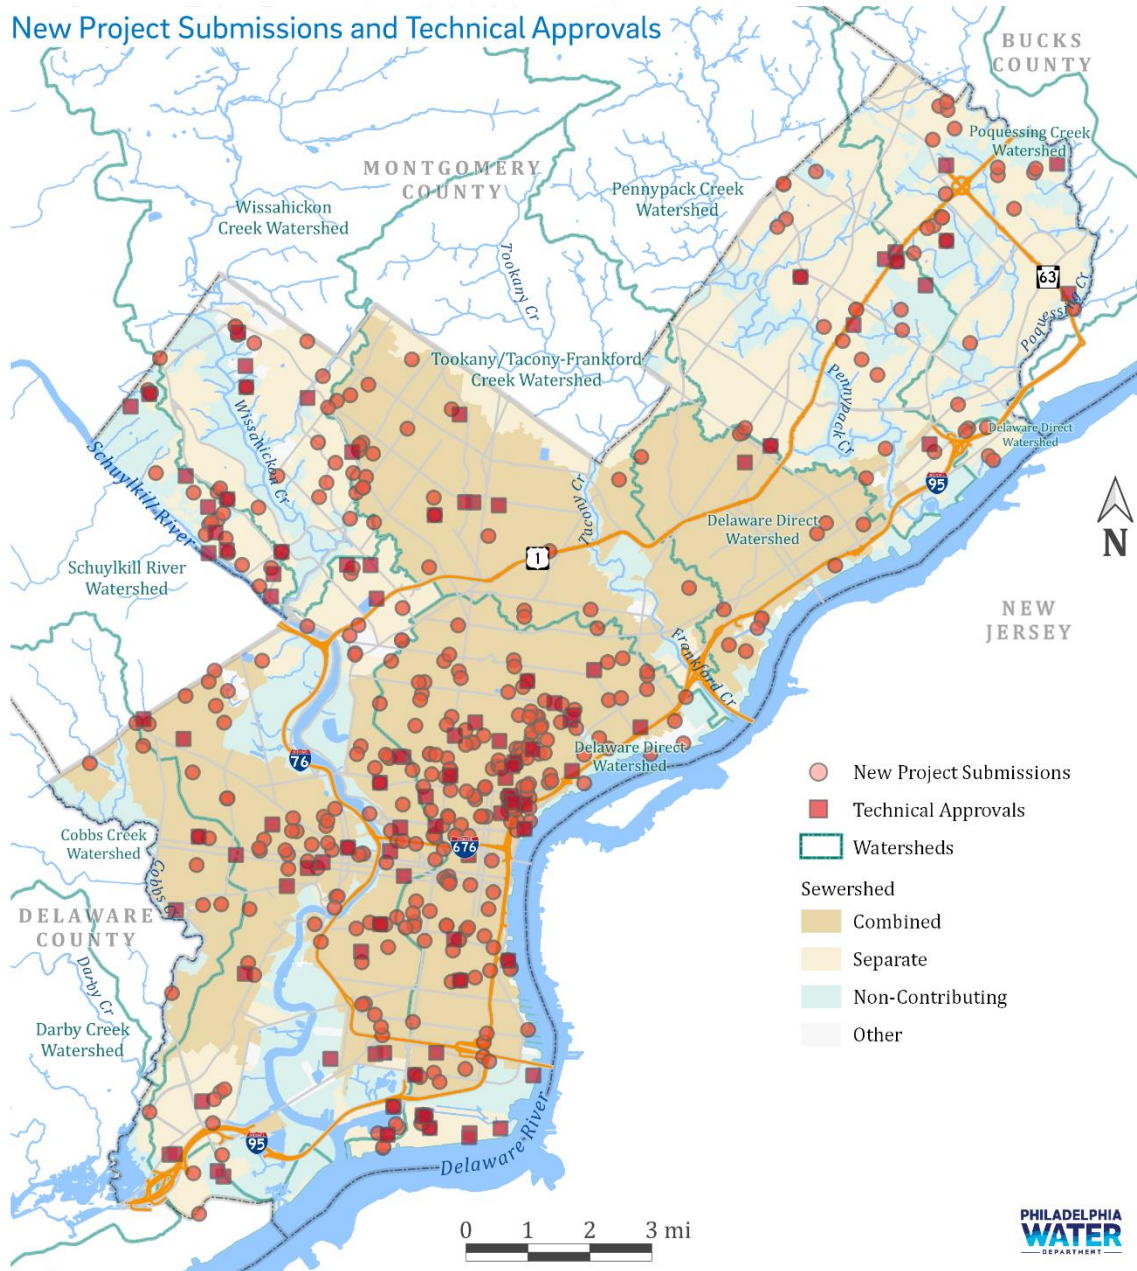 New Project Submissions and Technical Approvals
BUCKS
COUNTY
Poquessing Creek
Watershed
MONTGOMERY
COUNTY
Pennypack Creek
Watershed
Wissahickon
Creek Watershed
Tookany Cr
63
Poquessing Cr
Tookany/Tacony-Frankford
Creek Watershed
Pennypack Cr
Wissahickon Cr
Delaware Direct
Watershed
Schuylkill River
95
Tacony Cr
Delaware Direct
Watershed
N
1
Schuylkill River
Watershed
NEW
JERSEY
Frankford Cr
Delaware Direct
Watershed
76
New Project Submissions
Technical Approvals
Cobbs Creek
Watershed
676
Watersheds
Cobbs Cr
Sewershed
DELAWARE
COUNTY
Combined
Separate
Darby Cr
Non-Contributing
Darby Creek
Watershed
Other
95
Delaware River
0 1 2 3 mi
PHILADELPHIA
WATER
DEPARTMENT